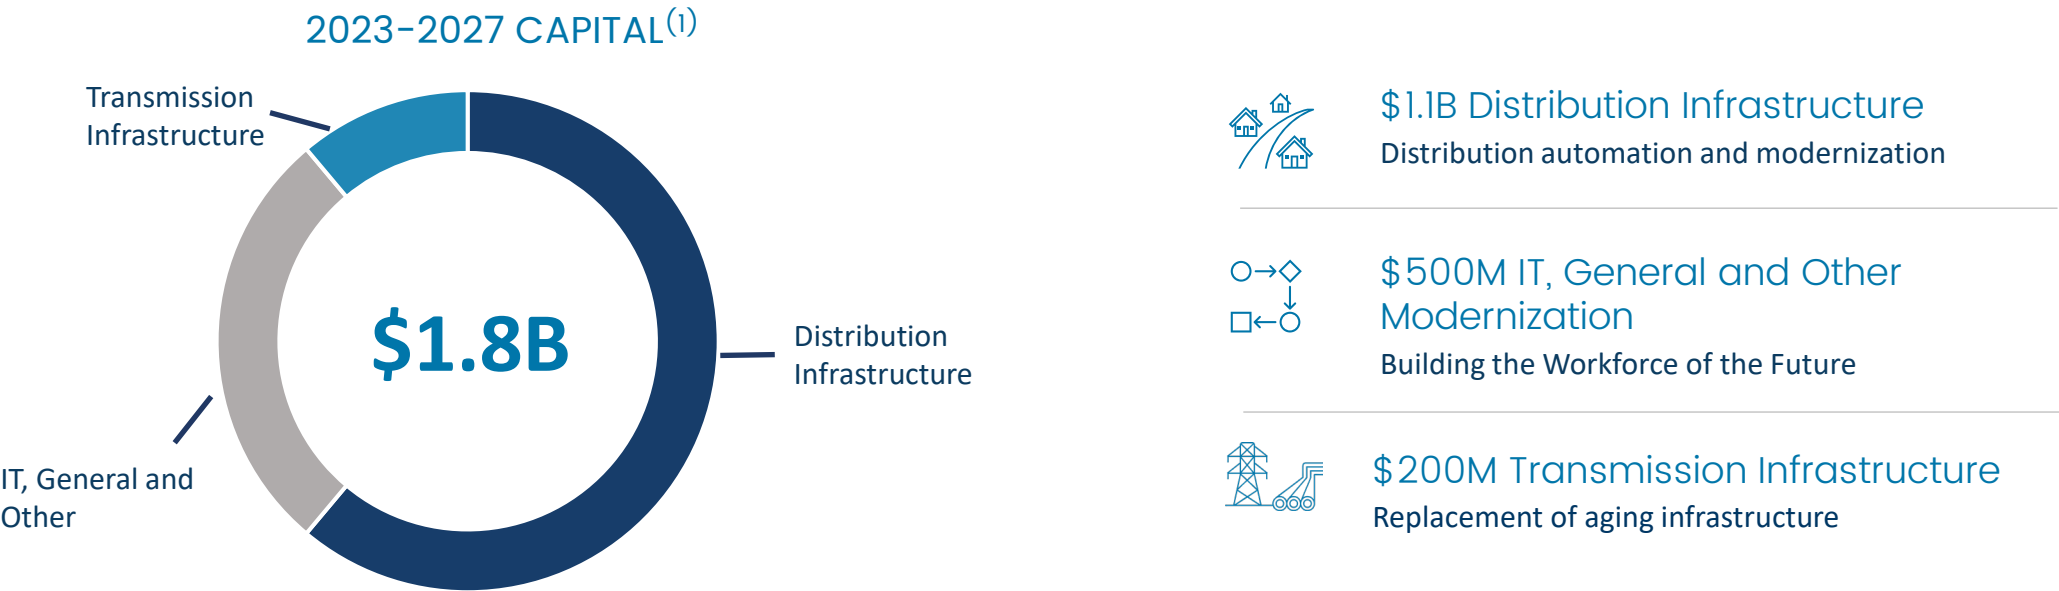 2023-2027 CAPITAL(1)
Transmission
Infrastructure
$1.8B
Distribution
Infrastructure
IT, General and
Other
$1.1B Distribution Infrastructure
Distribution automation and modernization
$500M IT, General and Other
Modernization
Building the Workforce of the Future
$200M Transmission Infrastructure
Replacement of aging infrastructure